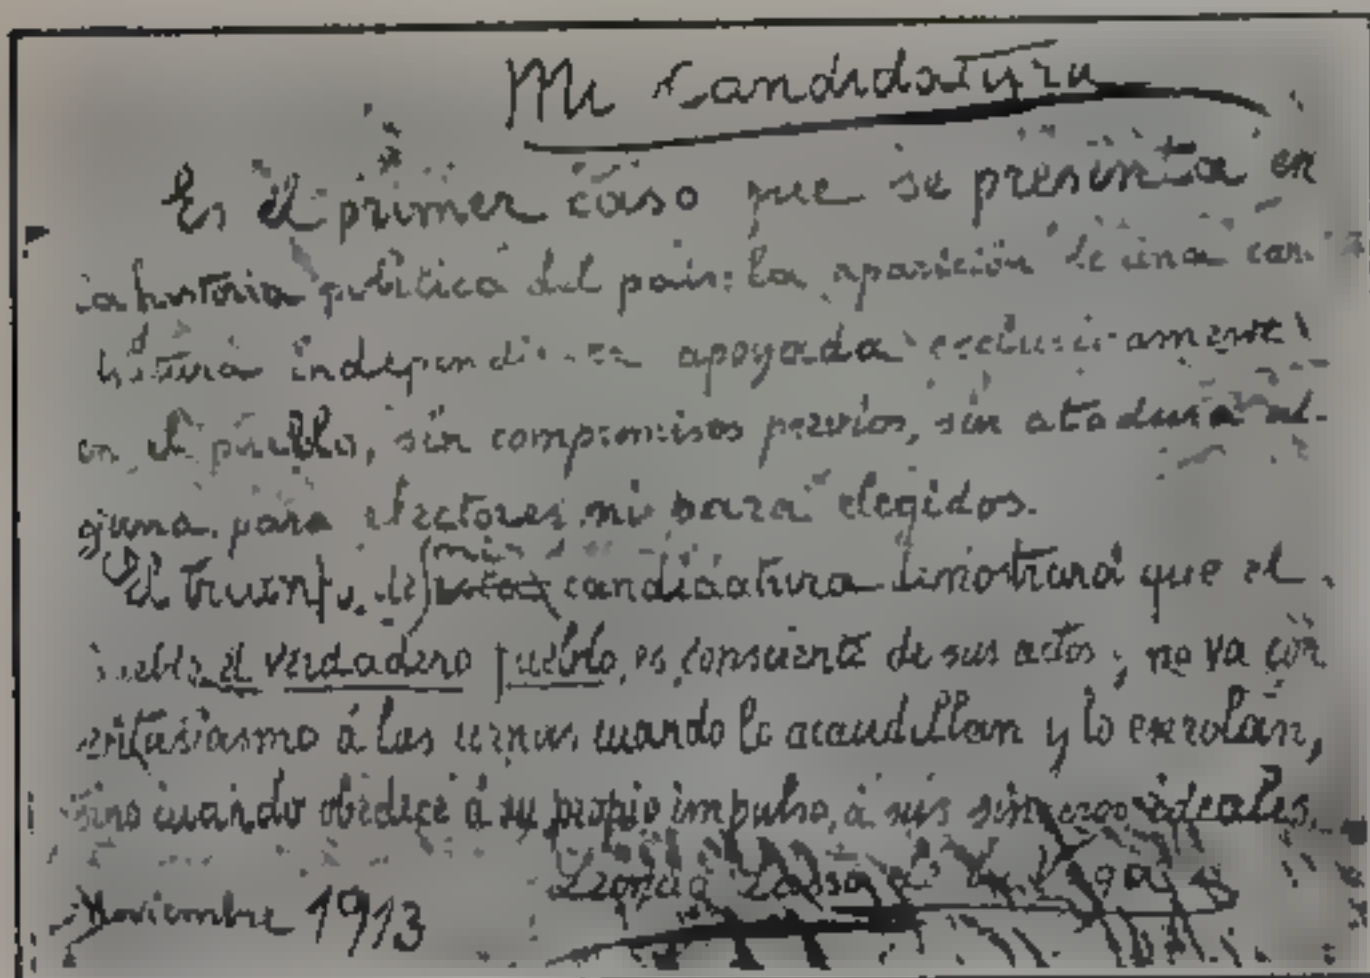 Mi Candidatura
Es el primer caso que se presenta en
la historia política del país: la aparición de una can-
didatura independiente apoyada exclusivamente
en el pueblo, sin compromisos previos, sin atadura al-
guna para electores ni para elegidos.
El triunfo de mi candidatura demostrará que el
pueblo, el verdadero pueblo, es consciente de sus actos; no va con
entusiasmo á las urnas cuando lo acaudillan y lo enrolan,
sino cuando obedece á su propio impulso, á sus sinceros ideales.
Noviembre 1913